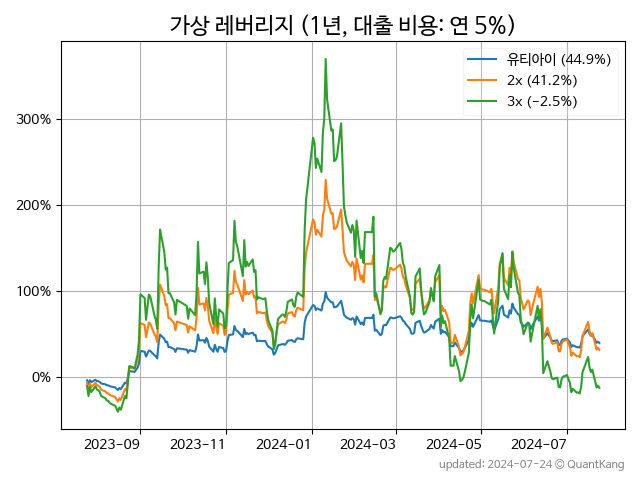 가상 레버리지 (1년, 대출 비용: 연 5%)
유티아이 (44.9%)
2x (41.2%)
3x (−2.5%)
300%
200%
100%
0%
2023-09 2023-11 2024-01 2024-03 2024-05 2024-07
updated: 2024-07-24 © QuantKang